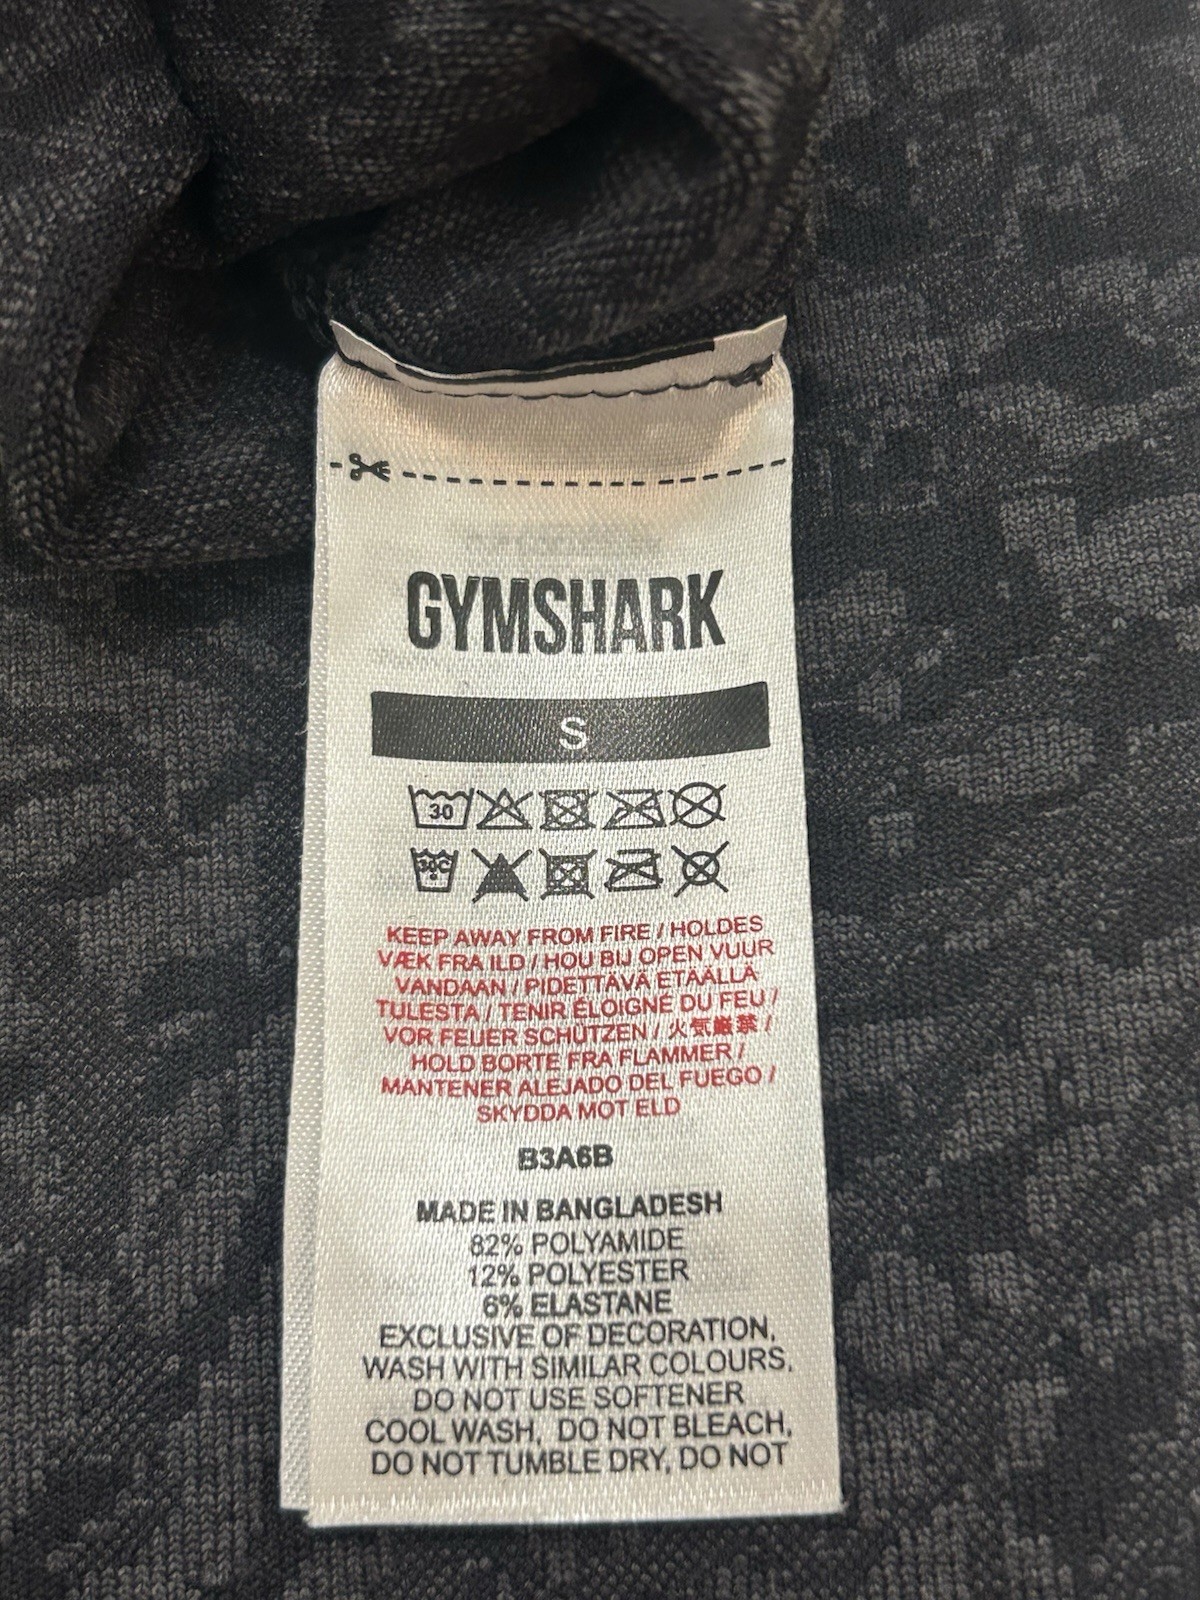 GYMSHARK
S
30
30C
KEEP AWAY FROM FIRE / HOLDES
VÆK FRA ILD / HOU BIJ OPEN VUUR
VANDAAN / PIDETTÄVÄ ETÄÄLLÄ
TULESTA / TENIR ÉLOIGNÉ DU FEU /
VOR FEUER SCHÜTZEN / 火気厳禁 /
HOLD BORTE FRA FLAMMER /
MANTENER ALEJADO DEL FUEGO /
SKYDDA MOT ELD
B3A6B
MADE IN BANGLADESH
82% POLYAMIDE
12% POLYESTER
6% ELASTANE
EXCLUSIVE OF DECORATION,
WASH WITH SIMILAR COLOURS,
DO NOT USE SOFTENER
COOL WASH, DO NOT BLEACH,
DO NOT TUMBLE DRY, DO NOT